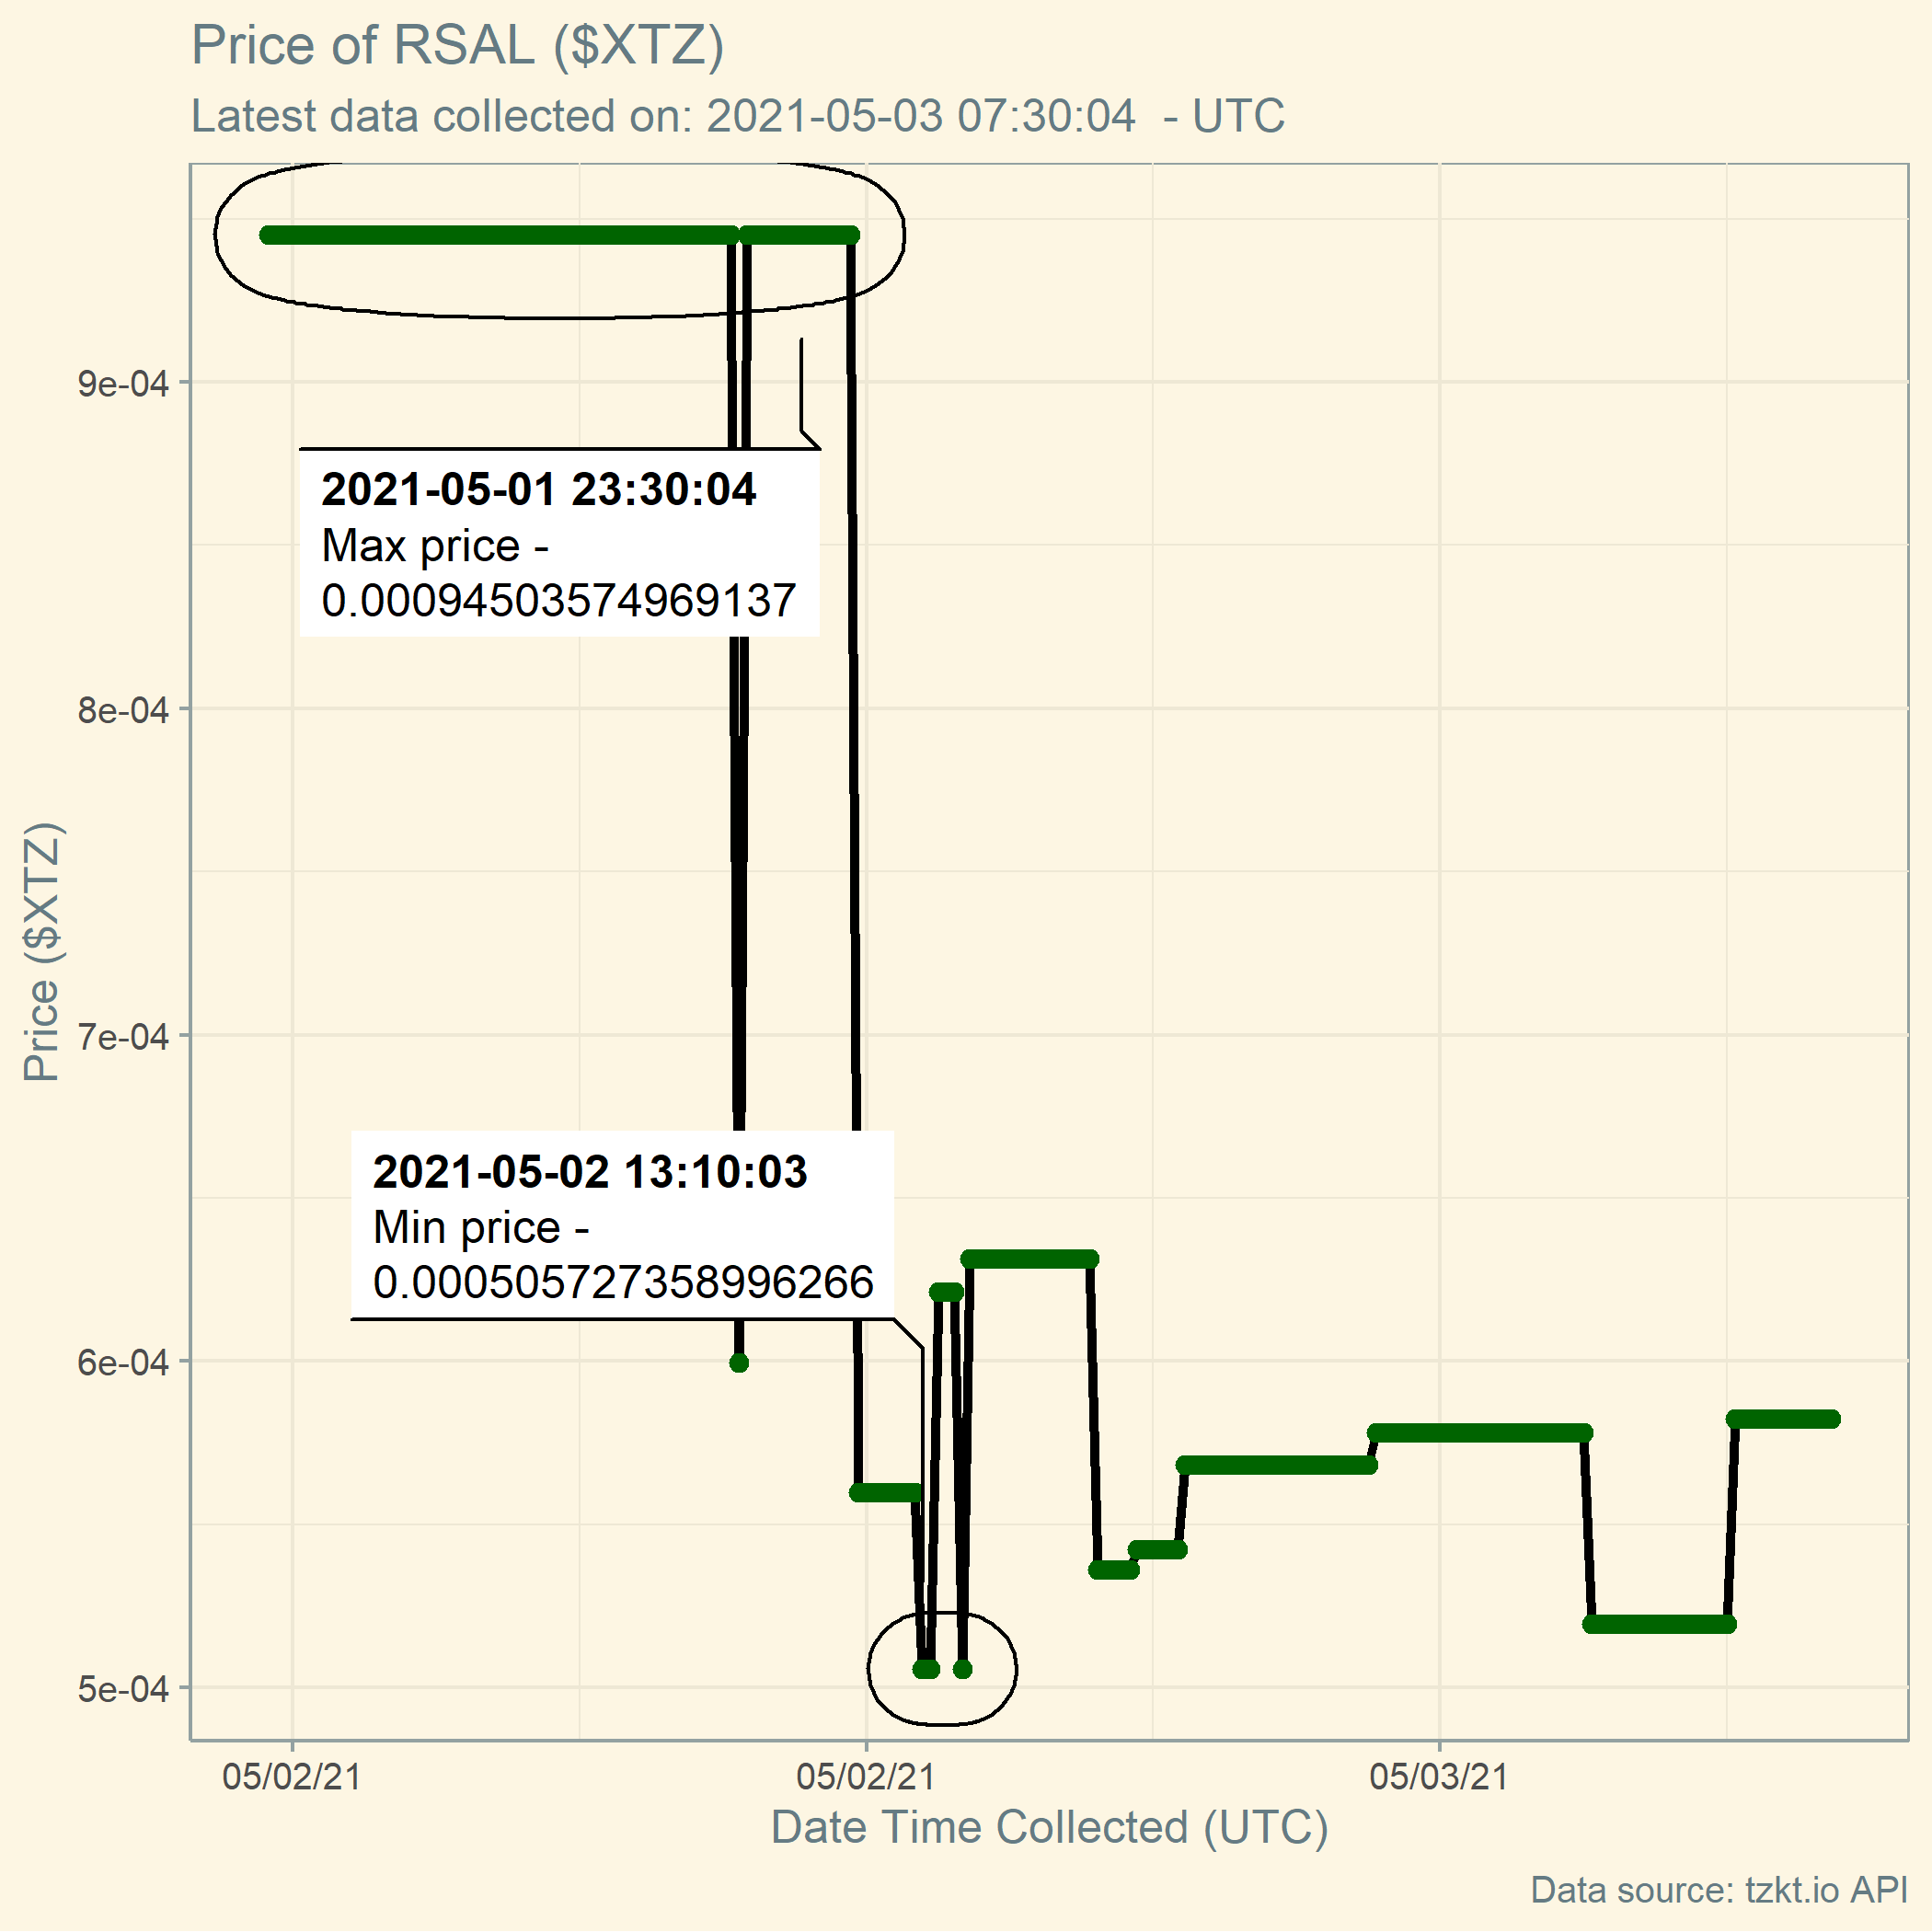 Price of RSAL ($XTZ)
Latest data collected on: 2021-05-03 07:30:04  - UTC
9e-04
2021-05-01 23:30:04
Max price -
0.00094503574969137
8e-04
Price ($XTZ)
7e-04
2021-05-02 13:10:03
Min price -
0.000505727358996266
6e-04
5e-04
05/02/21
05/02/21
05/03/21
Date Time Collected (UTC)
Data source: tzkt.io API